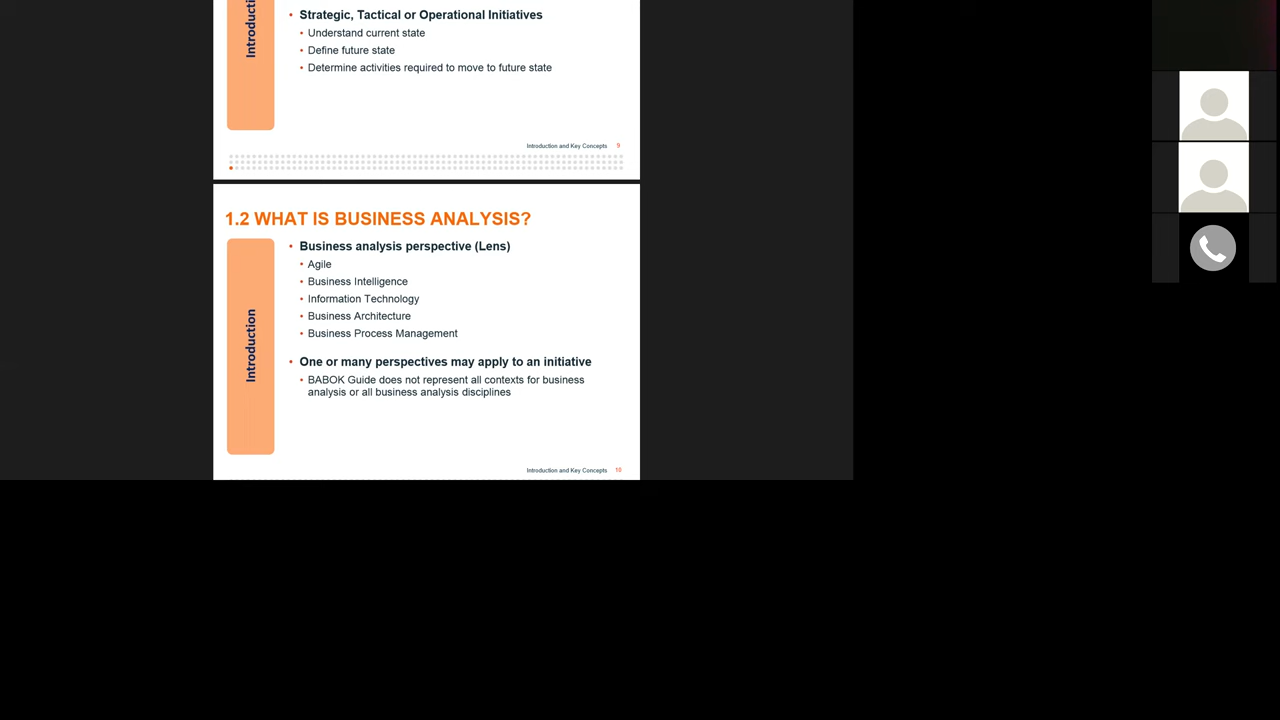 Strategic, Tactical or Operational Initiatives
Understand current state
Define future state
Determine activities required to move to future state
Introduction and Key Concepts 9
1.2 WHAT IS BUSINESS ANALYSIS?
Introduction
Business analysis perspective (Lens)
Agile
Business Intelligence
Information Technology
Business Architecture
Business Process Management
One or many perspectives may apply to an initiative
BABOK Guide does not represent all contexts for business
analysis or all business analysis disciplines
Introduction and Key Concepts 10